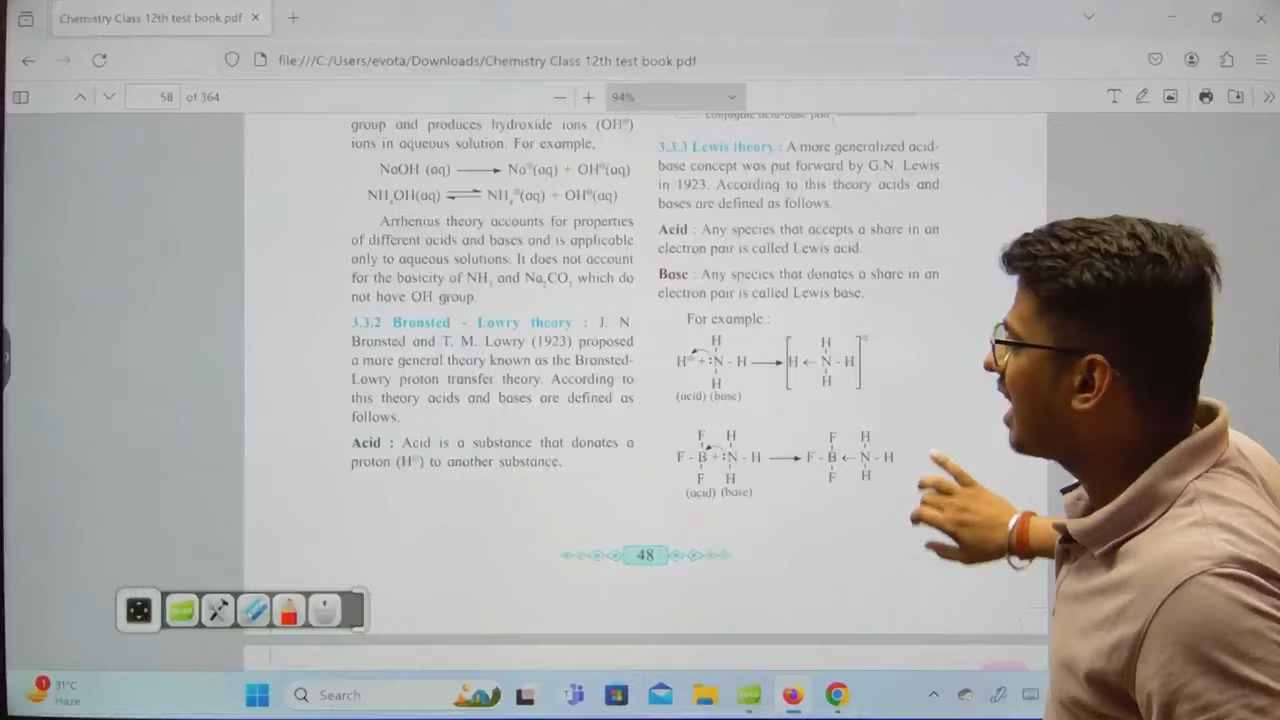 Chemistry Class 12th test book pdf
file:///C:/Users/evota/Downloads/Chemistry Class 12th test book pdf
58 of 364
94%
group and produces hydroxide ions (OH⊖)
ions in aqueous solution. For example,
NaOH (aq) ⟶ Na⊕(aq) + OH⊖(aq)
NH₄OH(aq) ⇌ NH₄⊕(aq) + OH⊖(aq)
Arrhenius theory accounts for properties
of different acids and bases and is applicable
only to aqueous solutions. It does not account
for the basicity of NH₃ and Na₂CO₃ which do
not have OH group.
3.3.2 Bronsted - Lowry theory : J. N.
Bronsted and T. M. Lowry (1923) proposed
a more general theory known as the Bronsted-
Lowry proton transfer theory. According to
this theory acids and bases are defined as
follows.
Acid : Acid is a substance that donates a
proton (H⊕) to another substance.
conjugate acid-base pair
3.3.3 Lewis theory : A more generalized acid-
base concept was put forward by G.N. Lewis
in 1923. According to this theory acids and
bases are defined as follows.
Acid : Any species that accepts a share in an
electron pair is called Lewis acid.
Base : Any species that donates a share in an
electron pair is called Lewis base.
For example :
H H
H⊕ + :N - H ⟶ [H ← N - H]⊕
H H
(acid) (base)
F H F H
F - B + :N - H ⟶ F - B ← N - H
F H F H
(acid) (base)
48
31°C
Haze
Search